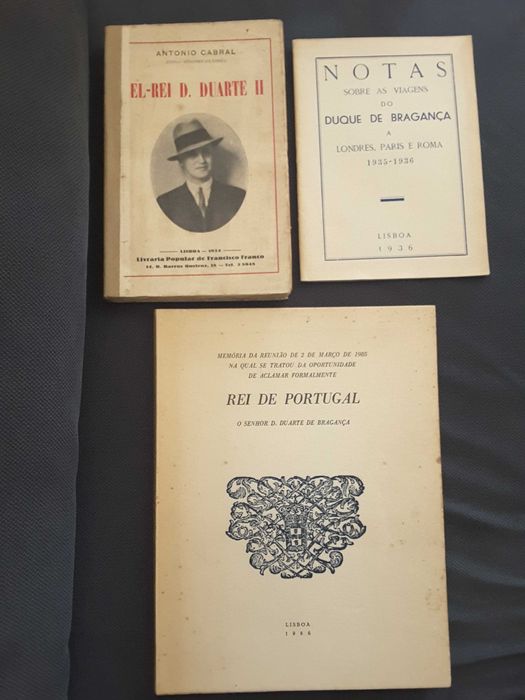 ANTONIO CABRAL
EL-REI D. DUARTE II
LISBOA — 1934
Livraria Popular de Francisco Franco
NOTAS
SOBRE AS VIAGENS
DO
DUQUE DE BRAGANÇA
A
LONDRES, PARIS E ROMA
1935-1936
LISBOA
1936
MEMÓRIA DA REUNIÃO DE 2 DE MARÇO DE 1985
NA QUAL SE TRATOU DA OPORTUNIDADE
DE ACLAMAR FORMALMENTE
REI DE PORTUGAL
O SENHOR D. DUARTE DE BRAGANÇA
LISBOA
1986